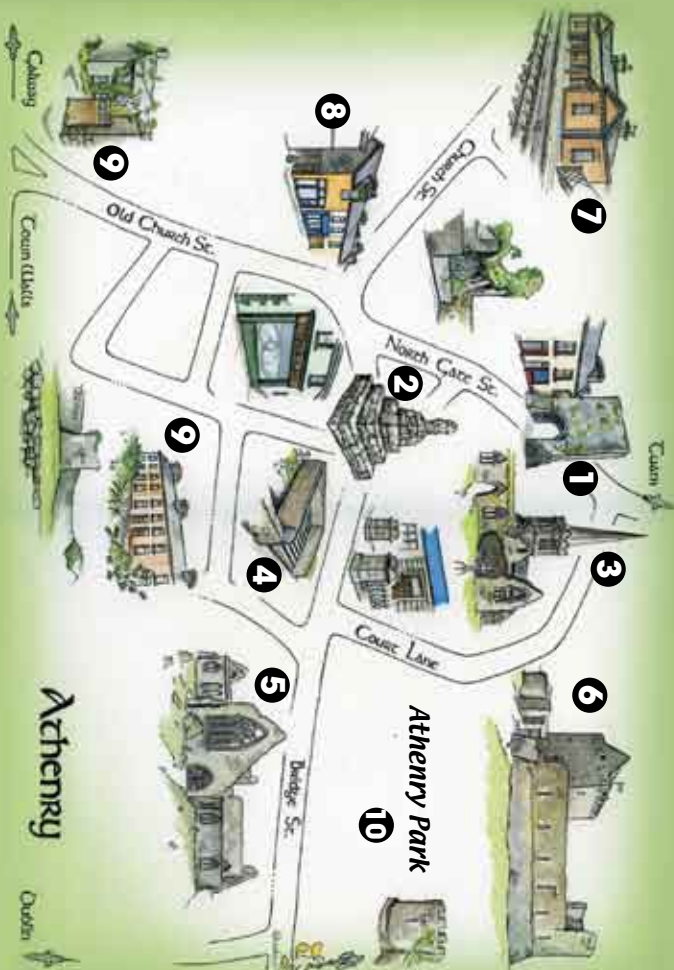 Galway
Town Walls
9
Old Church St.
8
Church St.
7
North Gate St.
2
1
Tuam
3
9
4
Court Lane
5
6
Athenry Park
10
Bridge St.
Athenry
Dublin